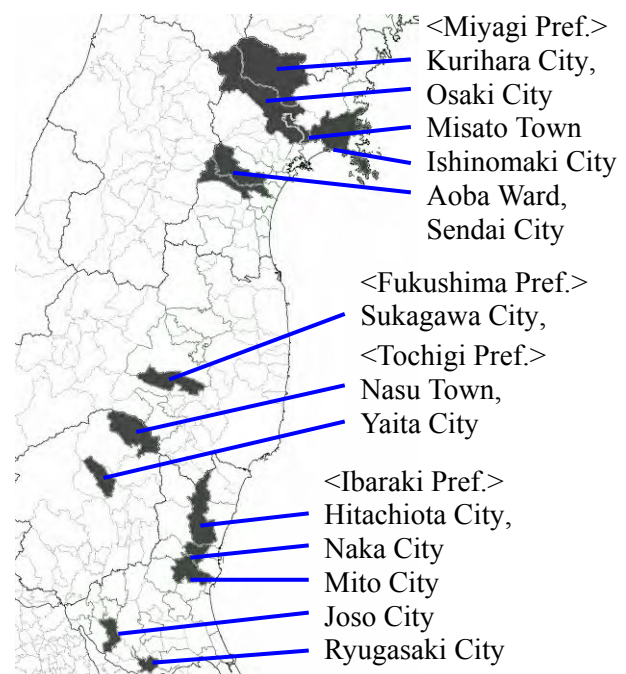 <Miyagi Pref.>
Kurihara City,
Osaki City
Misato Town
Ishinomaki City
Aoba Ward,
Sendai City
<Fukushima Pref.>
Sukagawa City,
<Tochigi Pref.>
Nasu Town,
Yaita City
<Ibaraki Pref.>
Hitachiota City,
Naka City
Mito City
Joso City
Ryugasaki City